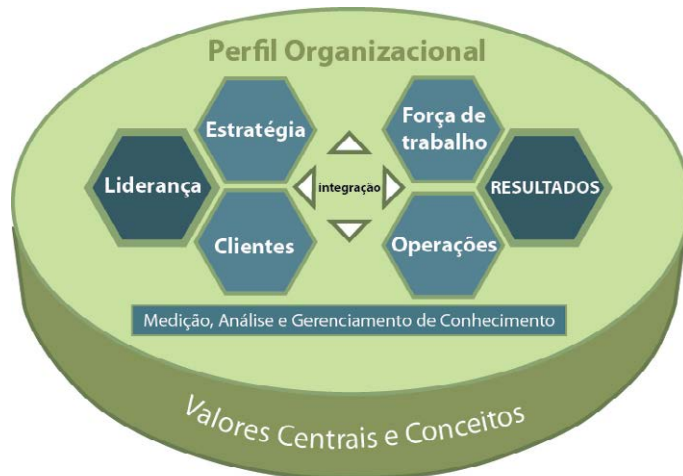 Perfil Organizacional
Estratégia
Força de
trabalho
Liderança
integração
RESULTADOS
Clientes
Operações
Medição, Análise e Gerenciamento de Conhecimento
Valores Centrais e Conceitos